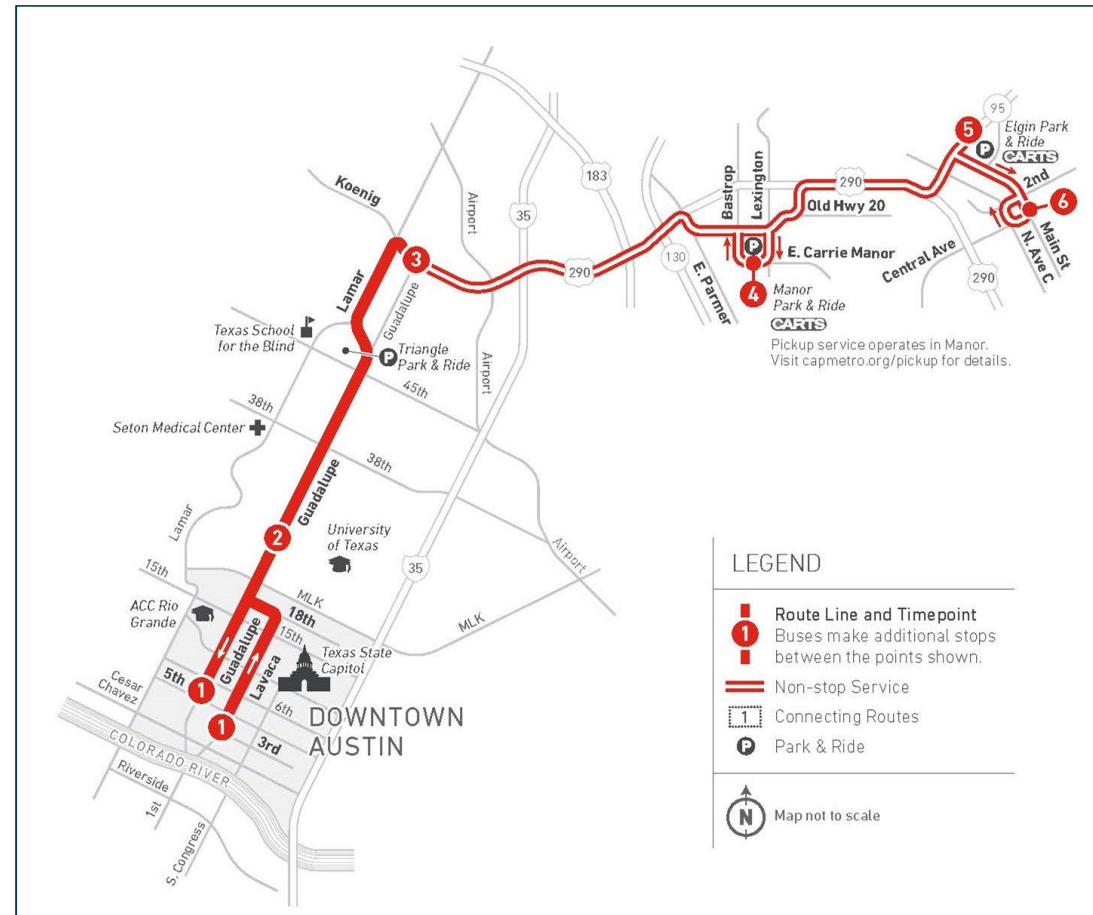 95
5
Elgin Park
& Ride
CARTS
2nd
6
Main St
N. Ave C
Koenig
Airport
183
35
Bastrop
Lexington
290
Old Hwy 20
E. Carrie Manor
Central Ave
290
3
290
130
E. Parmer
4
Manor
Park & Ride
CARTS
Pickup service operates in Manor.
Visit capmetro.org/pickup for details.
Lamar
Guadalupe
Texas School
for the Blind
P
Triangle
Park & Ride
Airport
45th
38th
Seton Medical Center
38th
Guadalupe
Lamar
2
University
of Texas
Airport
35
15th
MLK
MLK
ACC Rio
Grande
18th
15th
Guadalupe
Lavaca
Texas State
Capitol
5th
1
Cesar
Chavez
6th
1
3rd
DOWNTOWN
AUSTIN
COLORADO RIVER
Riverside
1st
S. Congress
P
P
LEGEND
Route Line and Timepoint
1
Buses make additional stops
between the points shown.
Non-stop Service
1
Connecting Routes
P
Park & Ride
N
Map not to scale